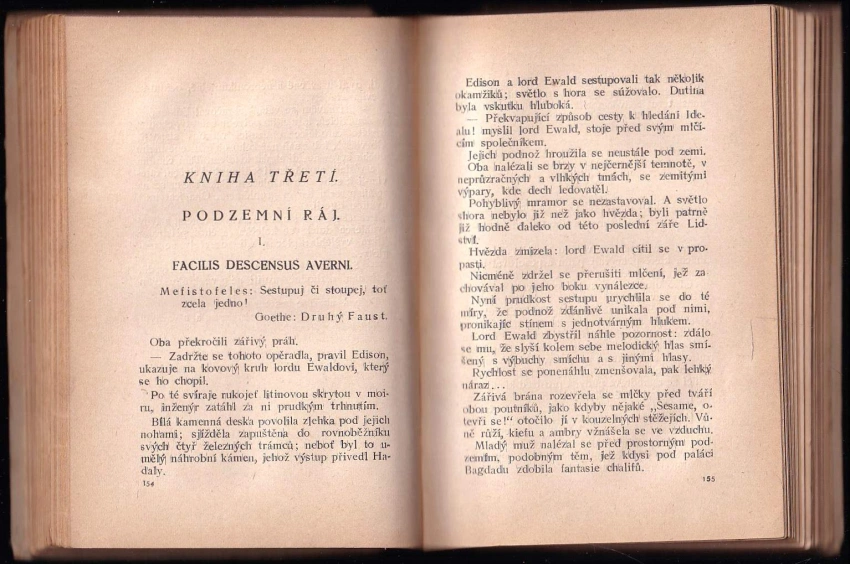 KNIHA TŘETÍ.
PODZEMNÍ RÁJ.
I.
FACILIS DESCENSUS AVERNI.
Mefistofeles: Sestupuj či stoupej, toť
zcela jedno!
Goethe: Druhý Faust.
Oba překročili zářivý práh.
— Zadržte se tohoto opěradla, pravil Edison,
ukazuje na kovový kruh lordu Ewaldovi, který
se ho chopil.
Po té svíraje rukojeť litinovou skrytou v moi-
ru, inženýr zatáhl za ni prudkým trhnutím.
Bílá kamenná deska povolila zlehka pod jejich
nohami; sjížděla zapuštěna do rovnoběžníku
svých čtyř železných trámců; neboť byl to u-
mělý náhrobní kámen, jehož výstup přivedl Ha-
daly.
154
Edison a lord Ewald sestupovali tak několik
okamžiků; světlo s hora se súžovalo. Dutina
byla vskutku hluboká.
— Překvapující způsob cesty k hledání Ide-
alu! myslil lord Ewald, stoje před svým mlčí-
cím společníkem.
Jejich podnož hroužila se neustále pod zemi.
Oba nalézali se brzy v nejčernější temnotě, v
neprůzračných a vlhkých tmách, se zemitými
výpary, kde dech ledovatěl.
Pohyblivý mramor se nezastavoval. A světlo
shora nebylo již než jako hvězda; byli patrně
již hodně daleko od této poslední záře Lid-
ství.
Hvězda zmizela: lord Ewald cítil se v pro-
pasti.
Nicméně zdržel se přerušiti mlčení, jež za
chovával po jeho boku vynálezce.
Nyní prudkost sestupu urychlila se do té
míry, že podnož zdánlivě unikala pod nimi,
pronikajíc stínem s jednotvárným hlukem.
Lord Ewald zbystřil náhle pozornost: zdálo
se mu, že slyší kolem sebe melodický hlas smí-
šený s výbuchy smíchu a s jinými hlasy.
Rychlost se ponenáhlu zmenšovala, pak lehký
náraz...
Zářivá brána rozevřela se mlčky před tváří
obou poutníků, jako kdyby nějaké „Sesame, o-
tevři se!" otočilo jí v kouzelných stěžejích. Vů-
ně růží, kiefu a ambry vznášela se ve vzduchu.
Mladý muž nalézal se před prostorným pod-
zemím, podobným těm, jež kdysi pod paláci
Bagdadu zdobila fantasie chalifů.
155